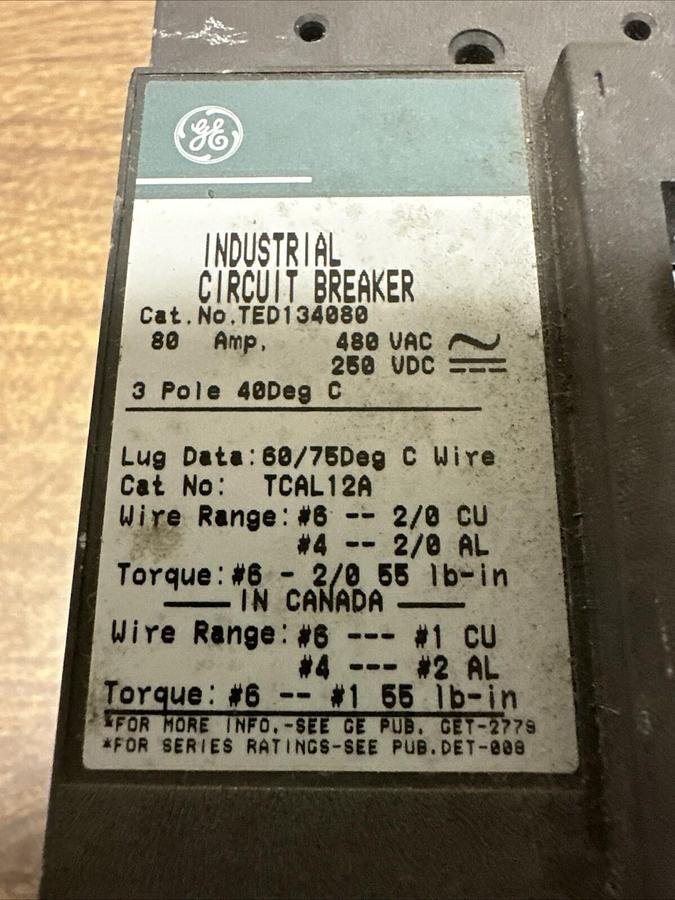 GE
INDUSTRIAL
CIRCUIT BREAKER
Cat.No.TED134080
80 Amp. 480 VAC
250 VDC
3 Pole 40Deg C
Lug Data:60/75Deg C Wire
Cat No: TCAL12A
Wire Range:#6 -- 2/0 CU
#4 -- 2/0 AL
Torque:#6 - 2/0 55 lb-in
IN CANADA
Wire Range:#6 --- #1 CU
#4 --- #2 AL
Torque: #6 -- #1 55 lb-in
*FOR MORE INFO.-SEE GE PUB. GET-2779
*FOR SERIES RATINGS-SEE PUB.DET-008
1